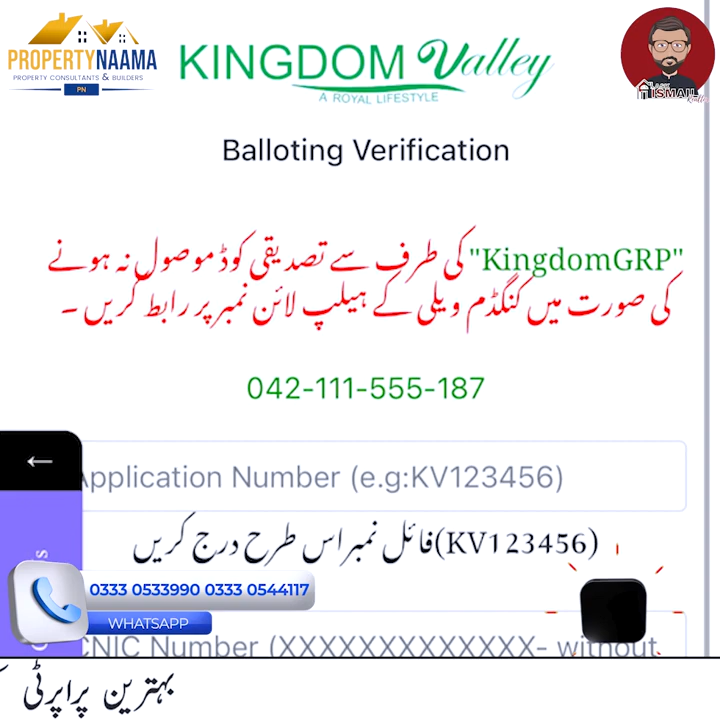 PROPERTYNAAMA
PROPERTY CONSULTANTS & BUILDERS
PN
KINGDOM Valley
A ROYAL LIFESTYLE
ISMAIL
Balloting Verification
"KingdomGRP" کی طرف سے تصدیقی کوڈ موصول نہ ہونے
کی صورت میں کنگڈم ویلی کے ہیلپ لائن نمبر پر رابط کریں ۔
042-111-555-187
Application Number (e.g:KV123456)
(KV123456) فائل نمبر اس طرح درج کریں
0333 0533990 0333 0544117
WHATSAPP
CNIC Number (XXXXXXXXXXXXX- without
بہترین پراپرٹی